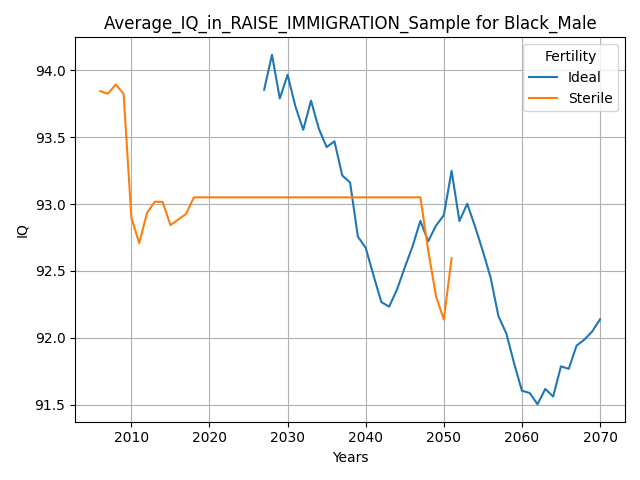 Average_IQ_in_RAISE_IMMIGRATION_Sample for Black_Male
Fertility
Ideal
Sterile
94.0
93.5
93.0
92.5
92.0
91.5
IQ
2010 2020 2030 2040 2050 2060 2070
Years